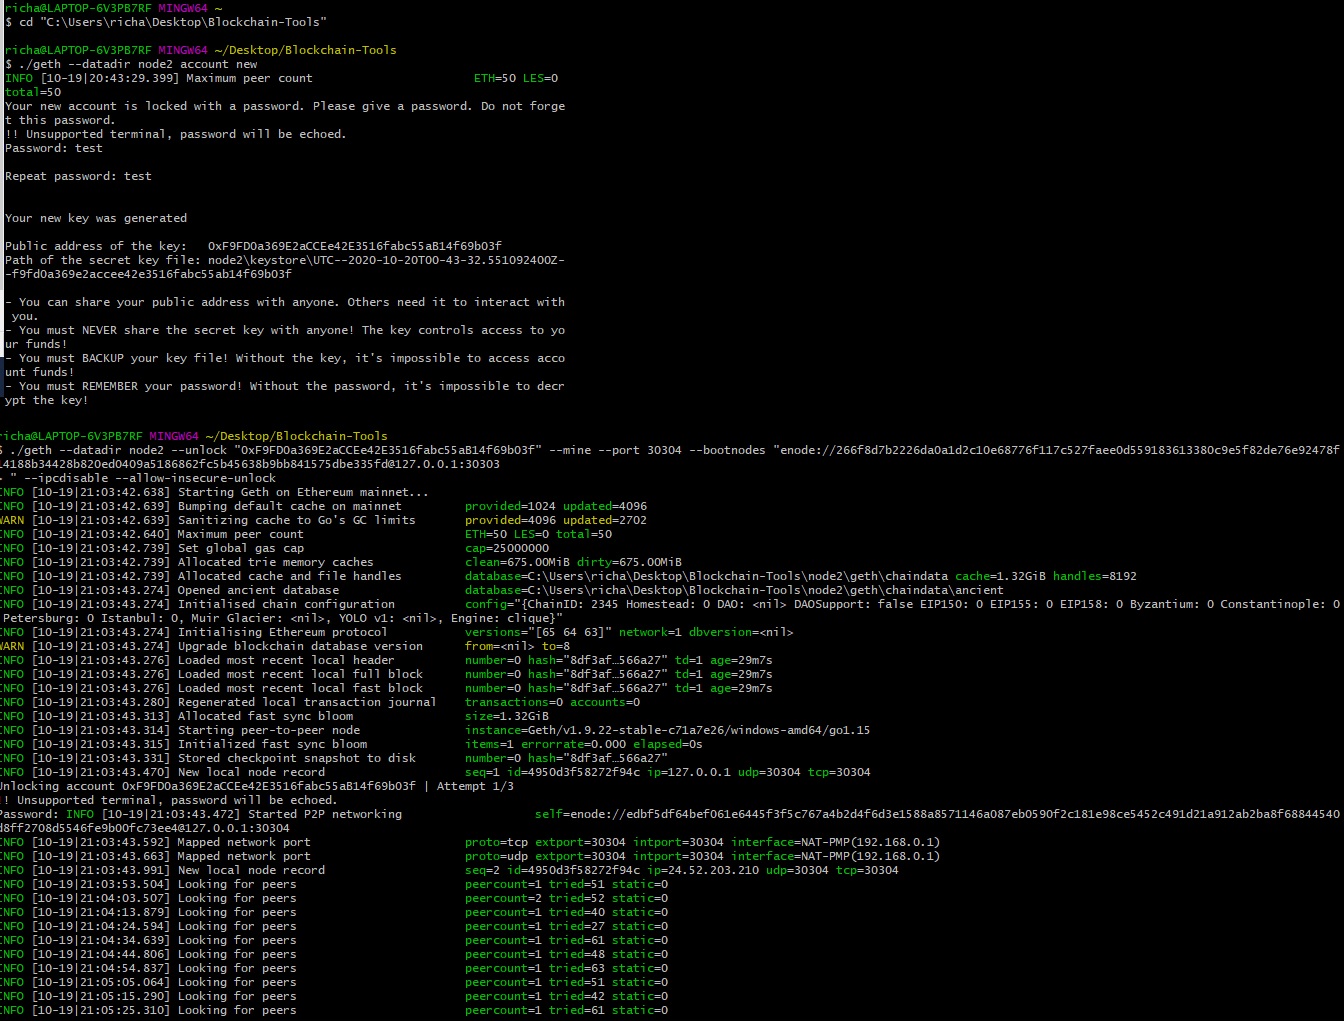 richa@LAPTOP-6V3PB7RF MINGW64 ~
$ cd "C:\Users\richa\Desktop\Blockchain-Tools"
richa@LAPTOP-6V3PB7RF MINGW64 ~/Desktop/Blockchain-Tools
$ ./geth --datadir node2 account new
INFO [10-19|20:43:29.399] Maximum peer count ETH=50 LES=0
total=50
Your new account is locked with a password. Please give a password. Do not forge
t this password.
!! Unsupported terminal, password will be echoed.
Password: test
Repeat password: test
Your new key was generated
Public address of the key: 0xF9FD0a369E2aCCEe42E3516fabc55aB14f69b03f
Path of the secret key file: node2\keystore\UTC--2020-10-20T00-43-32.551092400Z-
-f9fd0a369e2accee42e3516fabc55ab14f69b03f
- You can share your public address with anyone. Others need it to interact with
you.
- You must NEVER share the secret key with anyone! The key controls access to yo
ur funds!
- You must BACKUP your key file! Without the key, it's impossible to access acco
unt funds!
- You must REMEMBER your password! Without the password, it's impossible to decr
ypt the key!
richa@LAPTOP-6V3PB7RF MINGW64 ~/Desktop/Blockchain-Tools
$ ./geth --datadir node2 --unlock "0xF9FD0a369E2aCCEe42E3516fabc55aB14f69b03f" --mine --port 30304 --bootnodes "enode://266f8d7b2226da0a1d2c10e68776f117c527faee0d559183613380c9e5f82de76e92478f
14188b34428b820ed0409a5186862fc5b45638b9bb841575dbe335fd@127.0.0.1:30303
> " --ipcdisable --allow-insecure-unlock
INFO [10-19|21:03:42.638] Starting Geth on Ethereum mainnet...
INFO [10-19|21:03:42.639] Bumping default cache on mainnet provided=1024 updated=4096
WARN [10-19|21:03:42.639] Sanitizing cache to Go's GC limits provided=4096 updated=2702
INFO [10-19|21:03:42.640] Maximum peer count ETH=50 LES=0 total=50
INFO [10-19|21:03:42.739] Set global gas cap cap=25000000
INFO [10-19|21:03:42.739] Allocated trie memory caches clean=675.00MiB dirty=675.00MiB
INFO [10-19|21:03:42.739] Allocated cache and file handles database=C:\Users\richa\Desktop\Blockchain-Tools\node2\geth\chaindata cache=1.32GiB handles=8192
INFO [10-19|21:03:43.274] Opened ancient database database=C:\Users\richa\Desktop\Blockchain-Tools\node2\geth\chaindata\ancient
INFO [10-19|21:03:43.274] Initialised chain configuration config="{ChainID: 2345 Homestead: 0 DAO: <nil> DAOSupport: false EIP150: 0 EIP155: 0 EIP158: 0 Byzantium: 0 Constantinople: 0
Petersburg: 0 Istanbul: 0, Muir Glacier: <nil>, YOLO v1: <nil>, Engine: clique}"
INFO [10-19|21:03:43.274] Initialising Ethereum protocol versions="[65 64 63]" network=1 dbversion=<nil>
WARN [10-19|21:03:43.274] Upgrade blockchain database version from=<nil> to=8
INFO [10-19|21:03:43.276] Loaded most recent local header number=0 hash="8df3af…566a27" td=1 age=29m7s
INFO [10-19|21:03:43.276] Loaded most recent local full block number=0 hash="8df3af…566a27" td=1 age=29m7s
INFO [10-19|21:03:43.276] Loaded most recent local fast block number=0 hash="8df3af…566a27" td=1 age=29m7s
INFO [10-19|21:03:43.280] Regenerated local transaction journal transactions=0 accounts=0
INFO [10-19|21:03:43.313] Allocated fast sync bloom size=1.32GiB
INFO [10-19|21:03:43.314] Starting peer-to-peer node instance=Geth/v1.9.22-stable-c71a7e26/windows-amd64/go1.15
INFO [10-19|21:03:43.315] Initialized fast sync bloom items=1 errorrate=0.000 elapsed=0s
INFO [10-19|21:03:43.331] Stored checkpoint snapshot to disk number=0 hash="8df3af…566a27"
INFO [10-19|21:03:43.470] New local node record seq=1 id=4950d3f58272f94c ip=127.0.0.1 udp=30304 tcp=30304
Unlocking account 0xF9FD0a369E2aCCEe42E3516fabc55aB14f69b03f | Attempt 1/3
!! Unsupported terminal, password will be echoed.
Password: INFO [10-19|21:03:43.472] Started P2P networking self=enode://edbf5df64bef061e6445f3f5c767a4b2d4f6d3e1588a8571146a087eb0590f2c181e98ce5452c491d21a912ab2ba8f68844540
d8ff2708d5546fe9b00fc73ee4@127.0.0.1:30304
INFO [10-19|21:03:43.592] Mapped network port proto=tcp extport=30304 intport=30304 interface=NAT-PMP(192.168.0.1)
INFO [10-19|21:03:43.663] Mapped network port proto=udp extport=30304 intport=30304 interface=NAT-PMP(192.168.0.1)
INFO [10-19|21:03:43.991] New local node record seq=2 id=4950d3f58272f94c ip=24.52.203.210 udp=30304 tcp=30304
INFO [10-19|21:03:53.504] Looking for peers peercount=1 tried=51 static=0
INFO [10-19|21:04:03.507] Looking for peers peercount=2 tried=52 static=0
INFO [10-19|21:04:13.879] Looking for peers peercount=1 tried=40 static=0
INFO [10-19|21:04:24.594] Looking for peers peercount=1 tried=27 static=0
INFO [10-19|21:04:34.639] Looking for peers peercount=1 tried=61 static=0
INFO [10-19|21:04:44.806] Looking for peers peercount=1 tried=48 static=0
INFO [10-19|21:04:54.837] Looking for peers peercount=1 tried=63 static=0
INFO [10-19|21:05:05.064] Looking for peers peercount=1 tried=51 static=0
INFO [10-19|21:05:15.290] Looking for peers peercount=1 tried=42 static=0
INFO [10-19|21:05:25.310] Looking for peers peercount=1 tried=61 static=0